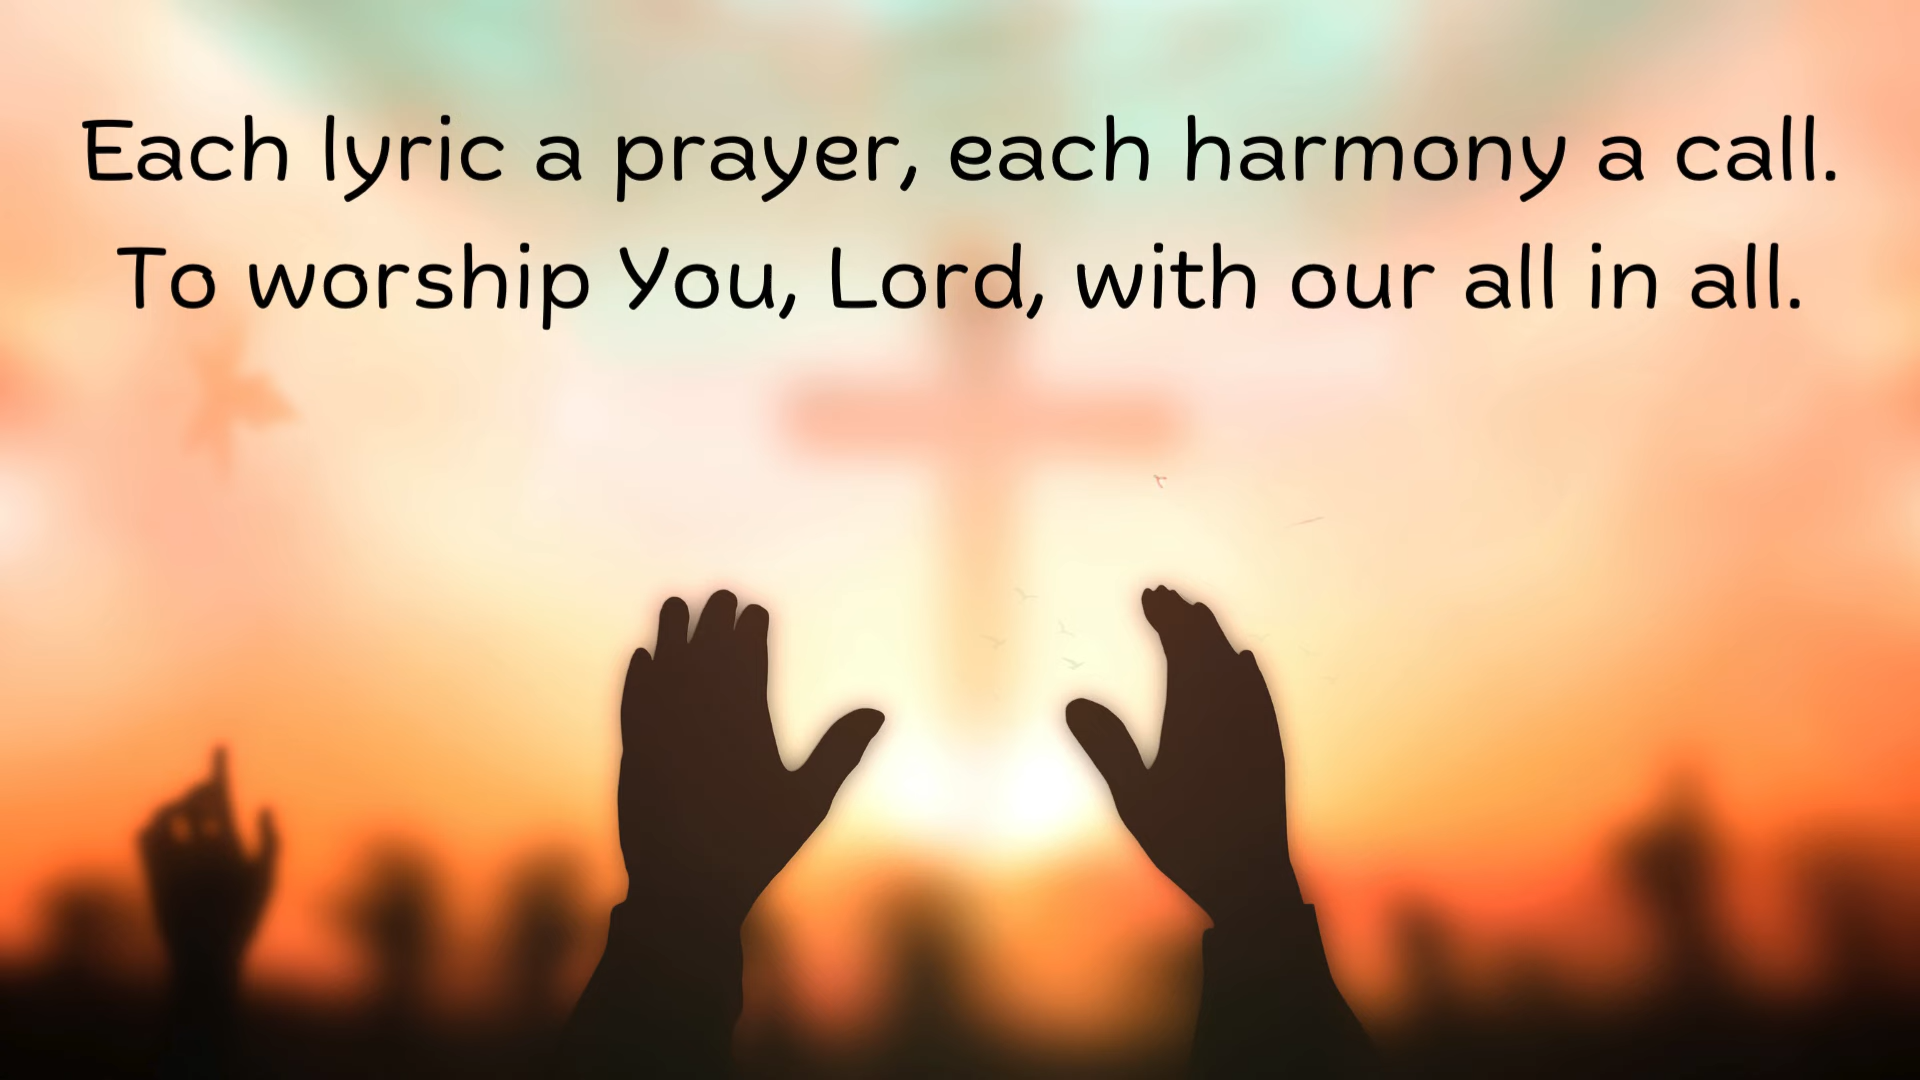 Each lyric a prayer, each harmony a call.
To worship You, Lord, with our all in all.